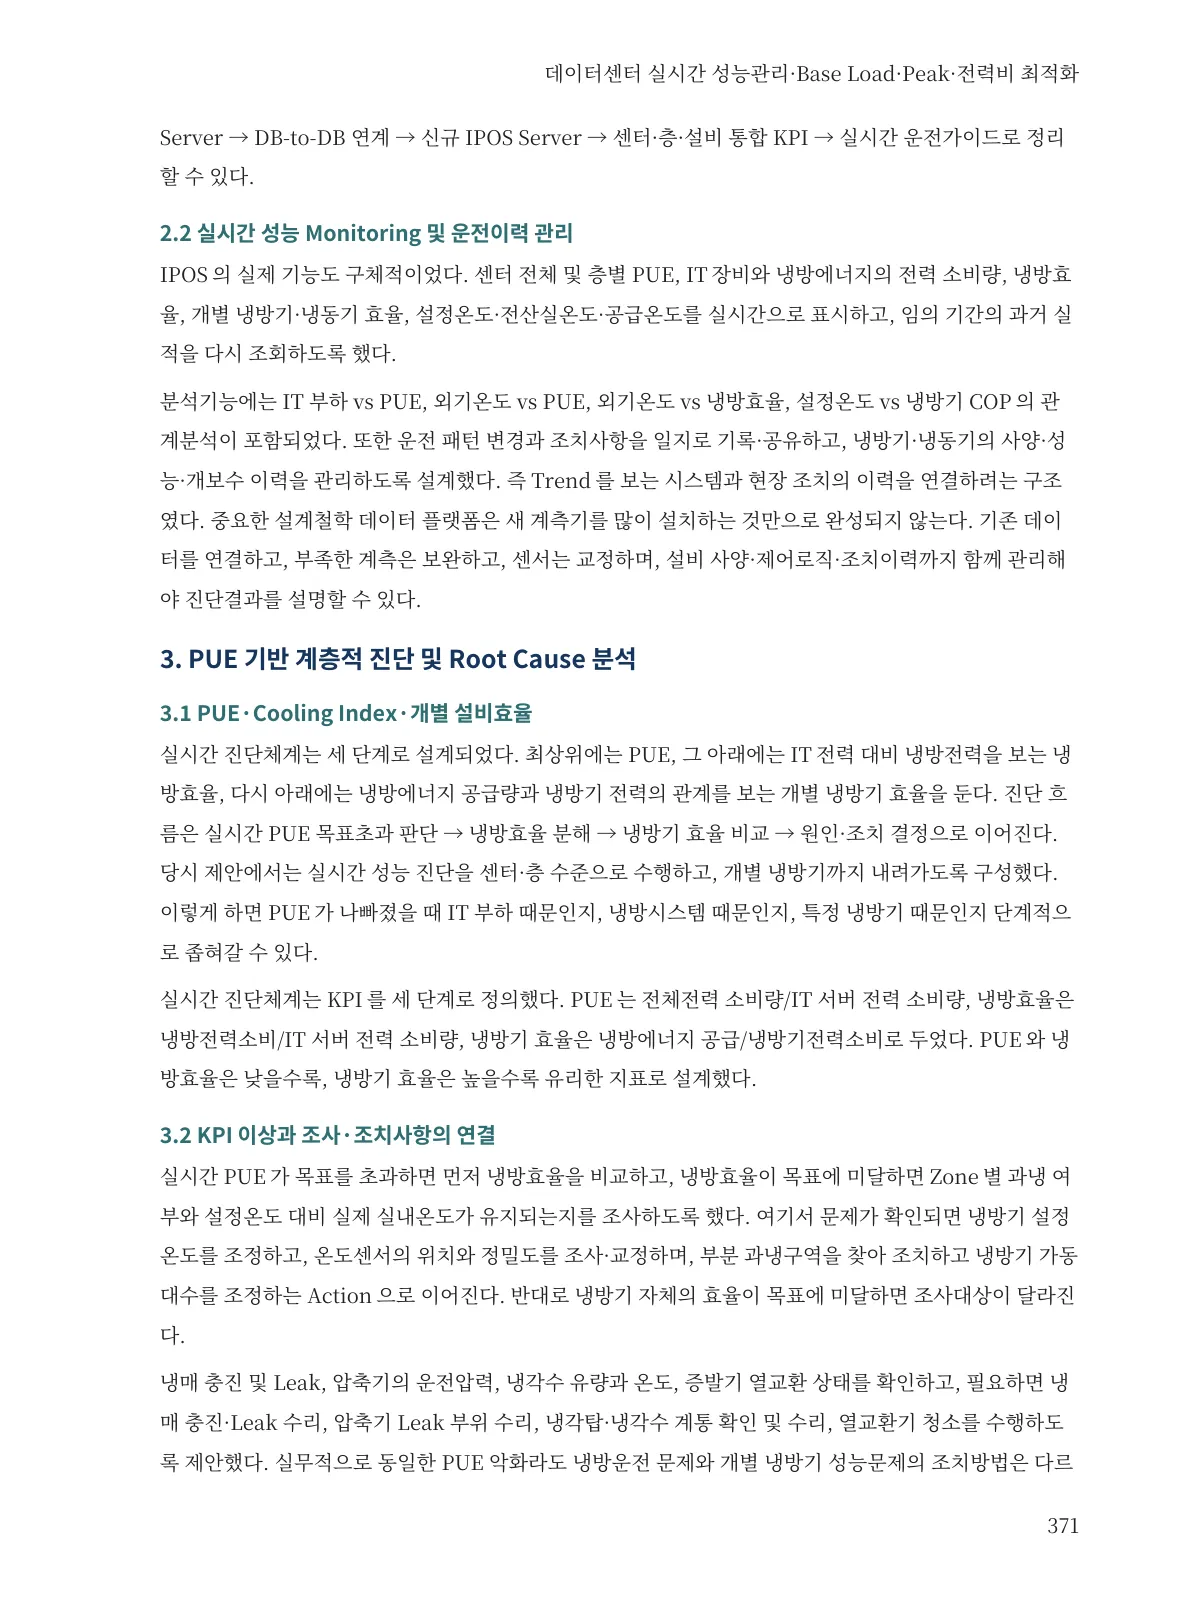 데이터센터 실시간 성능관리·Base Load·Peak·전력비 최적화
Server → DB-to-DB 연계 → 신규 IPOS Server → 센터·층·설비 통합 KPI → 실시간 운전가이드로 정리
할 수 있다.
2.2 실시간 성능 Monitoring 및 운전이력 관리
IPOS의 실제 기능도 구체적이었다. 센터 전체 및 층별 PUE, IT장비와 냉방에너지의 전력 소비량, 냉방효
율, 개별 냉방기·냉동기 효율, 설정온도·전산실온도·공급온도를 실시간으로 표시하고, 임의 기간의 과거 실
적을 다시 조회하도록 했다.
분석기능에는 IT 부하 vs PUE, 외기온도 vs PUE, 외기온도 vs 냉방효율, 설정온도 vs 냉방기 COP의 관
계분석이 포함되었다. 또한 운전 패턴 변경과 조치사항을 일지로 기록·공유하고, 냉방기·냉동기의 사양·성
능·개보수 이력을 관리하도록 설계했다. 즉 Trend를 보는 시스템과 현장 조치의 이력을 연결하려는 구조
였다. 중요한 설계철학 데이터 플랫폼은 새 계측기를 많이 설치하는 것만으로 완성되지 않는다. 기존 데이
터를 연결하고, 부족한 계측은 보완하고, 센서는 교정하며, 설비 사양·제어로직·조치이력까지 함께 관리해
야 진단결과를 설명할 수 있다.
3. PUE 기반 계층적 진단 및 Root Cause 분석
3.1 PUE·Cooling Index·개별 설비효율
실시간 진단체계는 세 단계로 설계되었다. 최상위에는 PUE, 그 아래에는 IT전력 대비 냉방전력을 보는 냉
방효율, 다시 아래에는 냉방에너지 공급량과 냉방기 전력의 관계를 보는 개별 냉방기 효율을 둔다. 진단 흐
름은 실시간 PUE 목표초과 판단 → 냉방효율 분해 → 냉방기 효율 비교 → 원인·조치 결정으로 이어진다.
당시 제안에서는 실시간 성능 진단을 센터·층 수준으로 수행하고, 개별 냉방기까지 내려가도록 구성했다.
이렇게 하면 PUE가 나빠졌을 때 IT 부하 때문인지, 냉방시스템 때문인지, 특정 냉방기 때문인지 단계적으
로 좁혀갈 수 있다.
실시간 진단체계는 KPI를 세 단계로 정의했다. PUE는 전체전력 소비량/IT 서버 전력 소비량, 냉방효율은
냉방전력소비/IT 서버 전력 소비량, 냉방기 효율은 냉방에너지 공급/냉방기전력소비로 두었다. PUE와 냉
방효율은 낮을수록, 냉방기 효율은 높을수록 유리한 지표로 설계했다.
3.2 KPI 이상과 조사·조치사항의 연결
실시간 PUE가 목표를 초과하면 먼저 냉방효율을 비교하고, 냉방효율이 목표에 미달하면 Zone별 과냉 여
부와 설정온도 대비 실제 실내온도가 유지되는지를 조사하도록 했다. 여기서 문제가 확인되면 냉방기 설정
온도를 조정하고, 온도센서의 위치와 정밀도를 조사·교정하며, 부분 과냉구역을 찾아 조치하고 냉방기 가동
대수를 조정하는 Action으로 이어진다. 반대로 냉방기 자체의 효율이 목표에 미달하면 조사대상이 달라진
다.
냉매 충진 및 Leak, 압축기의 운전압력, 냉각수 유량과 온도, 증발기 열교환 상태를 확인하고, 필요하면 냉
매 충진·Leak 수리, 압축기 Leak 부위 수리, 냉각탑·냉각수 계통 확인 및 수리, 열교환기 청소를 수행하도
록 제안했다. 실무적으로 동일한 PUE 악화라도 냉방운전 문제와 개별 냉방기 성능문제의 조치방법은 다르
371